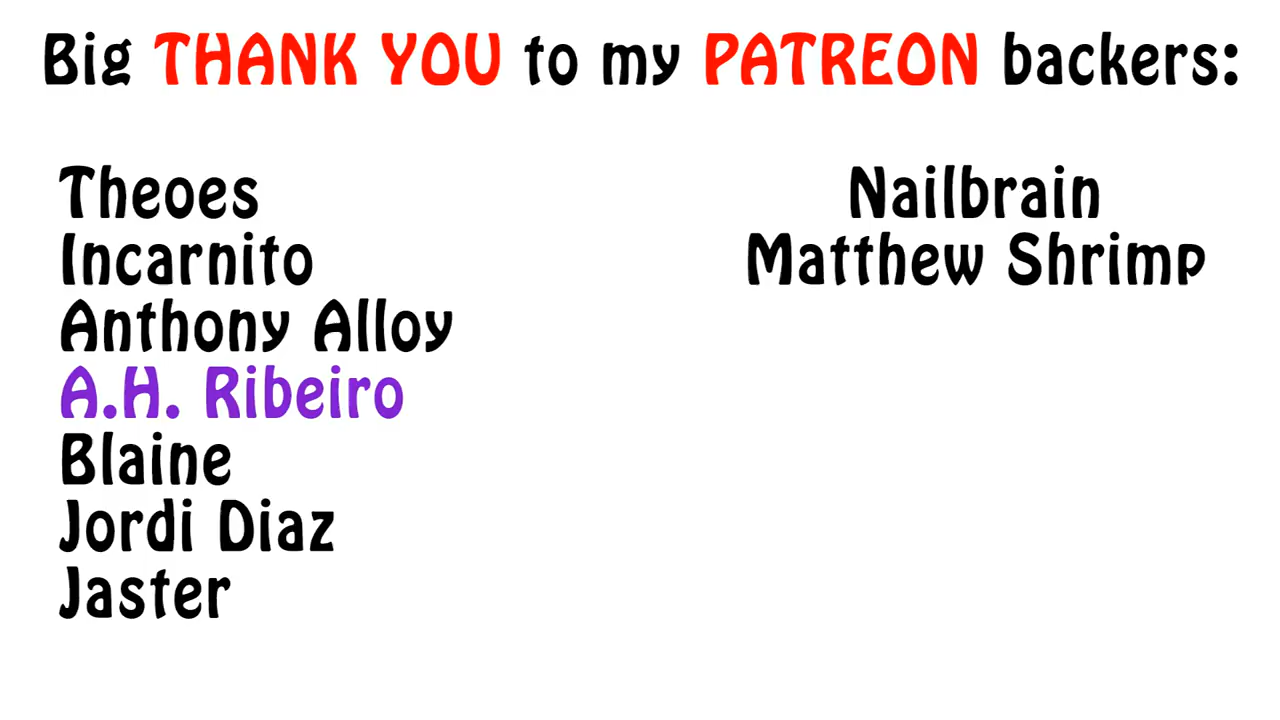 Big THANK YOU to my PATREON backers:
Theoes
Incarnito
Anthony Alloy
A.H. Ribeiro
Blaine
Jordi Diaz
Jaster
Nailbrain
Matthew Shrimp